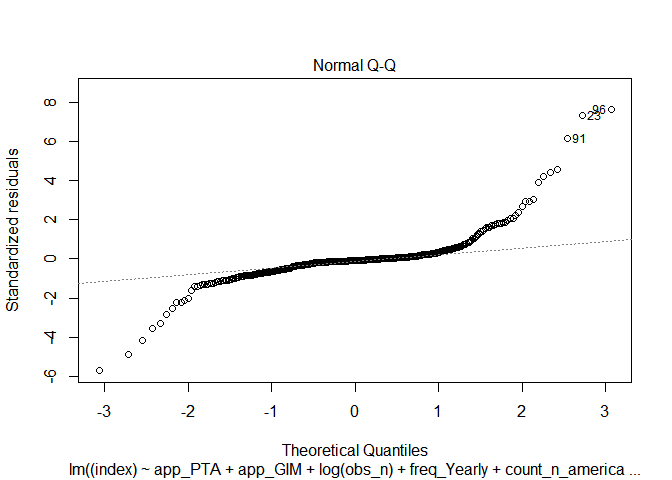 Normal Q-Q
8
6
4
2
0
-2
-4
-6
Standardized residuals
96
23
91
-3 -2 -1 0 1 2 3
Theoretical Quantiles
lm((index) ~ app_PTA + app_GIM + log(obs_n) + freq_Yearly + count_n_america ...